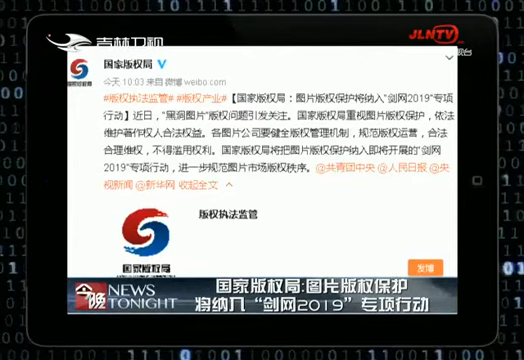 吉林卫视
JLNTV
国家版权局 V
今天 10:03 来自 微博 weibo.com
#版权执法监管# #版权产业#【国家版权局：图片版权保护将纳入“剑网2019”专项
行动】近日，“黑洞图片”版权问题引发关注。国家版权局重视图片版权保护，依法
维护著作权人合法权益。各图片公司要健全版权管理机制，规范版权运营，合法
合理维权，不得滥用权利。国家版权局将把图片版权保护纳入即将开展的“剑网
2019”专项行动，进一步规范图片市场版权秩序。@共青团中央 @人民日报 @央
视新闻 @新华网 收起全文
版权执法监管
国家版权局
今晚 NEWS TONIGHT
国家版权局:图片版权保护
将纳入“剑网2019”专项行动